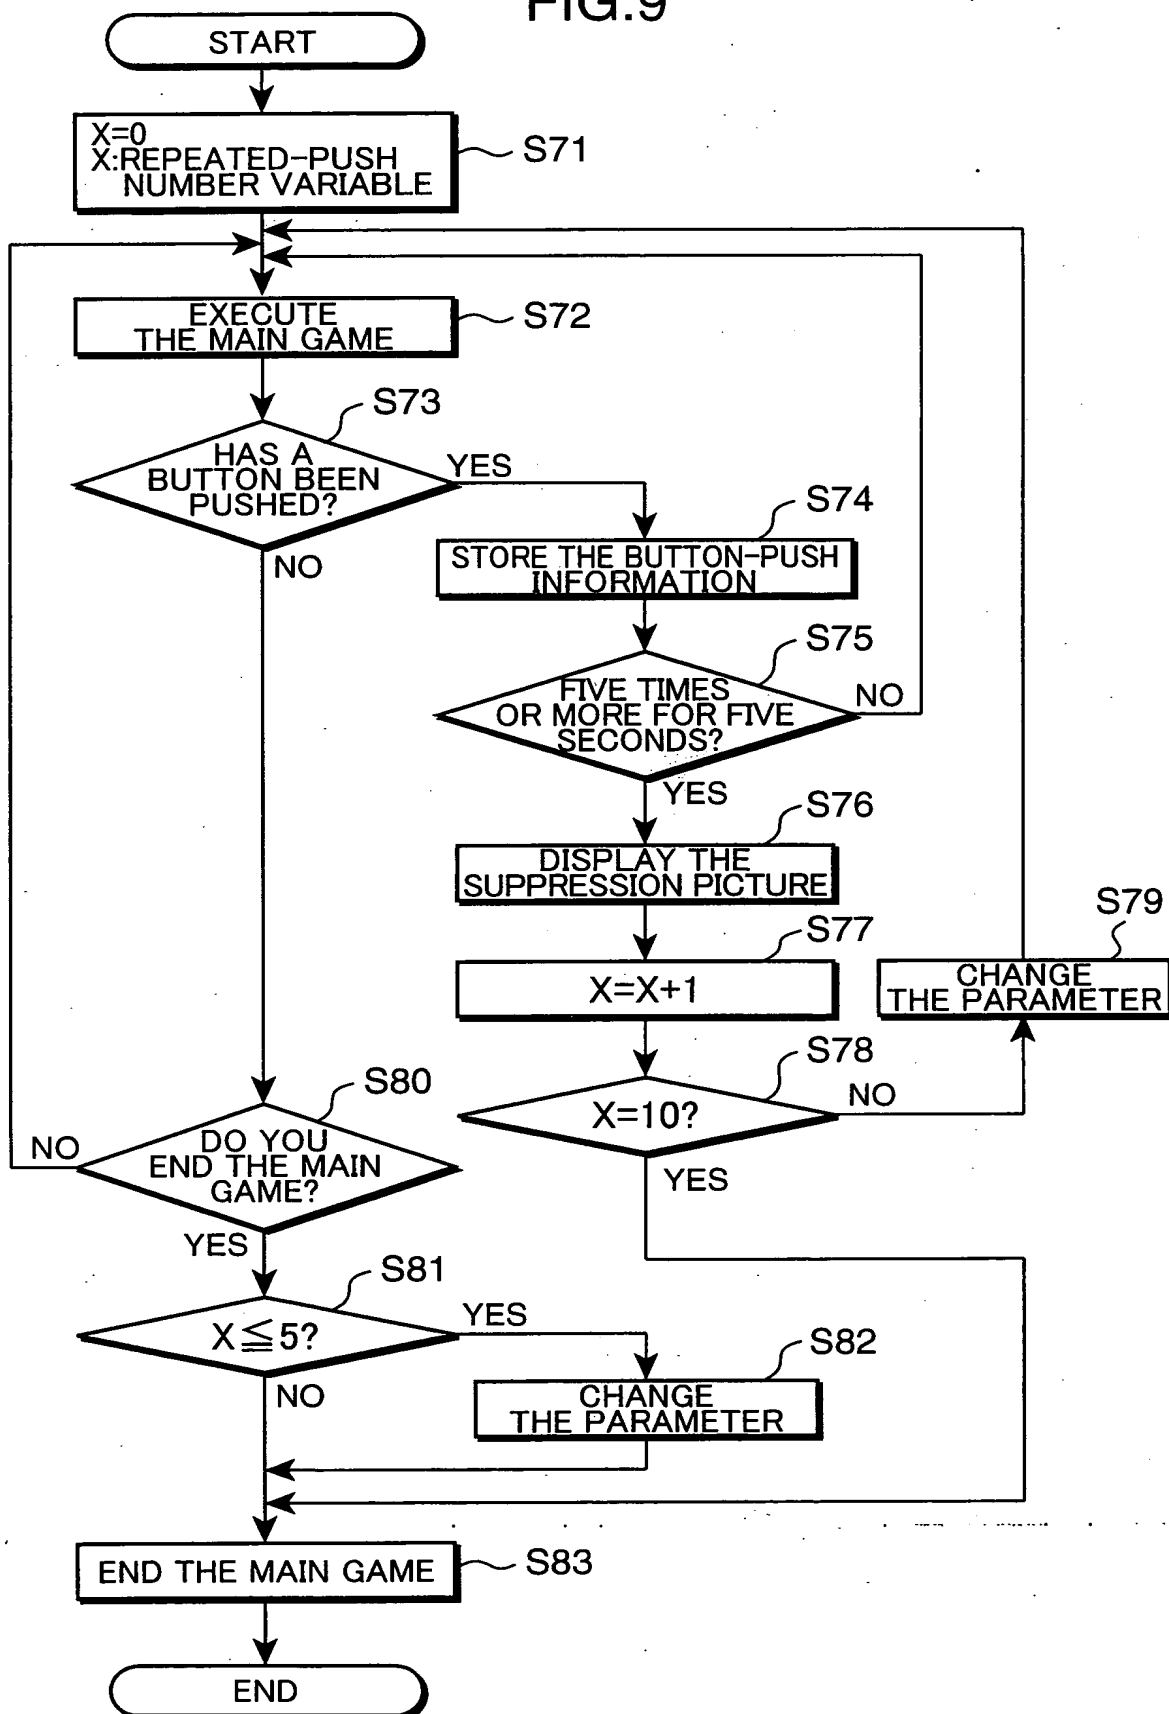 FIG.9
START
X=0
X:REPEATED-PUSH
NUMBER VARIABLE
S71
EXECUTE
THE MAIN GAME
S72
S73
HAS A
BUTTON BEEN
PUSHED?
YES
NO
S74
STORE THE BUTTON-PUSH
INFORMATION
S75
FIVE TIMES
OR MORE FOR FIVE
SECONDS?
NO
YES
S76
DISPLAY THE
SUPPRESSION PICTURE
S77
X=X+1
S79
CHANGE
THE PARAMETER
S78
X=10?
NO
YES
S80
DO YOU
END THE MAIN
GAME?
NO
YES
S81
X≦5?
YES
NO
S82
CHANGE
THE PARAMETER
END THE MAIN GAME
S83
END